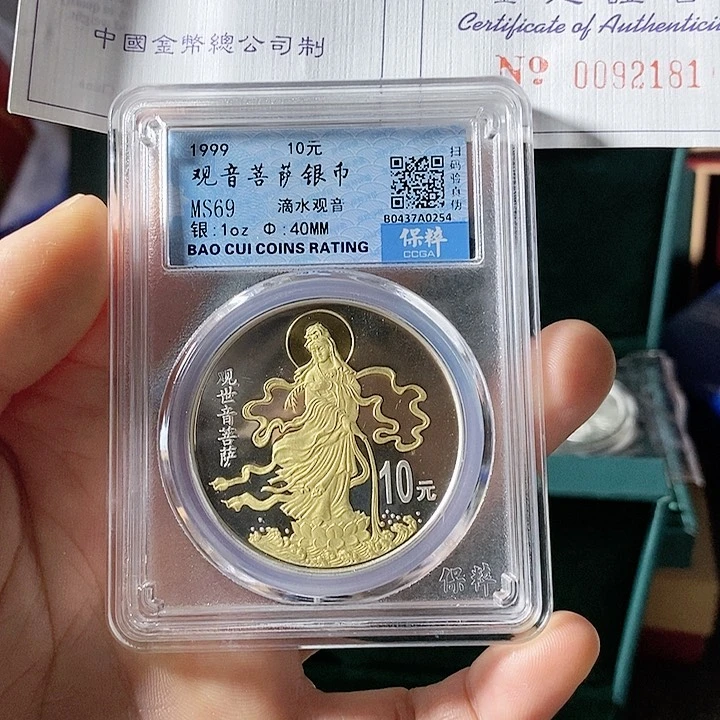 中國金幣總公司制
Certificate of Authentici
Nº 0092181
1999 10元
观音菩萨银币
MS69 滴水观音
银:1oz Φ:40MM
BAO CUI COINS RATING
扫码验真伪
B0437A0254
保粹
CCGA
观世音菩萨
10元
保粹